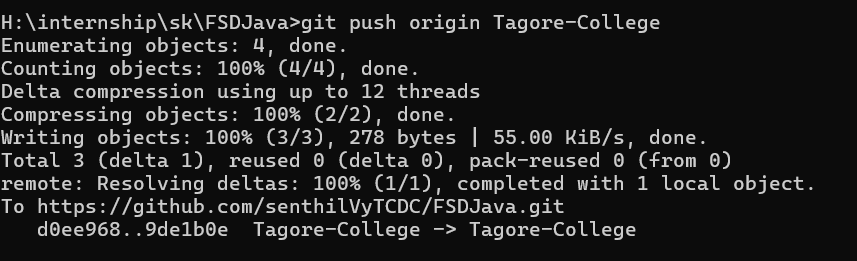 H:\internship\sk\FSDJava>git push origin Tagore-College
Enumerating objects: 4, done.
Counting objects: 100% (4/4), done.
Delta compression using up to 12 threads
Compressing objects: 100% (2/2), done.
Writing objects: 100% (3/3), 278 bytes | 55.00 KiB/s, done.
Total 3 (delta 1), reused 0 (delta 0), pack-reused 0 (from 0)
remote: Resolving deltas: 100% (1/1), completed with 1 local object.
To https://github.com/senthilVyTCDC/FSDJava.git
   d0ee968..9de1b0e  Tagore-College -> Tagore-College